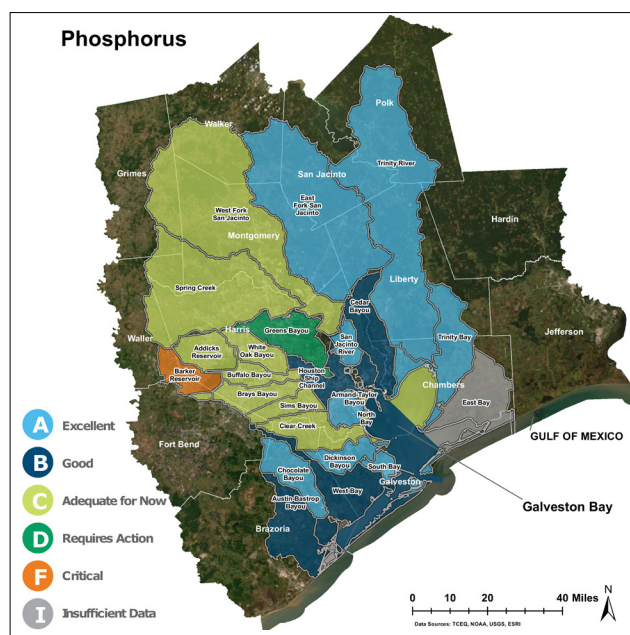 Phosphorus
Polk
Walker
Trinity River
Grimes
San Jacinto
East
Fork San
Jacinto
Hardin
West Fork
San Jacinto
Montgomery
Liberty
Spring Creek
Cedar
Bayou
Harris
Greens Bayou
Waller
Jefferson
San
Jacinto
River
Trinity Bay
Addicks
Reservoir
White
Oak Bayou
Barker
Reservoir
Buffalo Bayou
Houston
Ship
Channel
Chambers
Brays Bayou
Armand-Taylor
Bayou
East Bay
Sims Bayou
North
Bay
Clear Creek
Fort Bend
GULF OF MEXICO
Dickinson
Bayou
South Bay
Chocolate
Bayou
Galveston
West Bay
Austin-Bastrop
Bayou
Galveston Bay
Brazoria
A Excellent
B Good
C Adequate for Now
D Requires Action
F Critical
I Insufficient Data
0 10 20 40 Miles
N
Data Sources: TCEQ, NOAA, USGS, ESRI